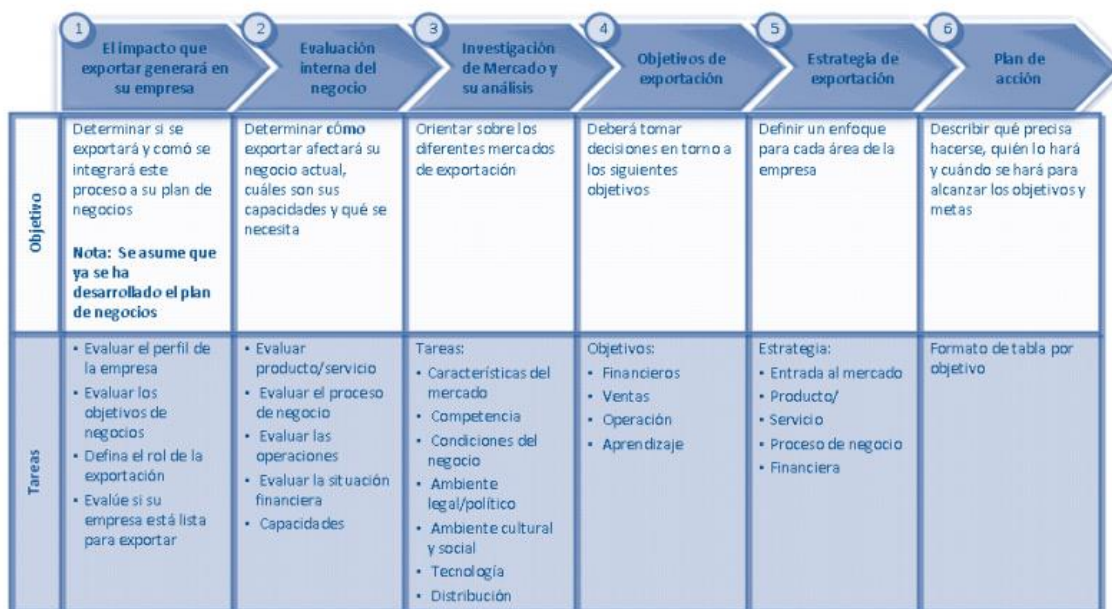 1
El impacto que
exportar generará en
su empresa
2
Evaluación
interna del
negocio
3
Investigación
de Mercado y
su análisis
4
Objetivos de
exportación
5
Estrategia de
exportación
6
Plan de
acción
Objetivo
Determinar si se
exportará y comó se
integrará este
proceso a su plan de
negocios
Nota: Se asume que
ya se ha
desarrollado el plan
de negocios
Determinar cómo
exportar afectará su
negocio actual,
cuáles son sus
capacidades y qué se
necesita
Orientar sobre los
diferentes mercados
de exportación
Deberá tomar
decisiones en torno a
los siguientes
objetivos
Definir un enfoque
para cada área de la
empresa
Describir qué precisa
hacerse, quién lo hará
y cuándo se hará para
alcanzar los objetivos y
metas
Tareas
• Evaluar el perfil de
la empresa
• Evaluar los
objetivos de
negocios
• Defina el rol de la
exportación
• Evalúe si su
empresa está lista
para exportar
• Evaluar
producto/servicio
• Evaluar el proceso
de negocio
• Evaluar las
operaciones
• Evaluar la situación
financiera
• Capacidades
Tareas:
• Características del
mercado
• Competencia
• Condiciones del
negocio
• Ambiente
legal/político
• Ambiente cultural
y social
• Tecnología
• Distribución
Objetivos:
• Financieros
• Ventas
• Operación
• Aprendizaje
Estrategia:
• Entrada al mercado
• Producto/
• Servicio
• Proceso de negocio
• Financiera
Formato de tabla por
objetivo